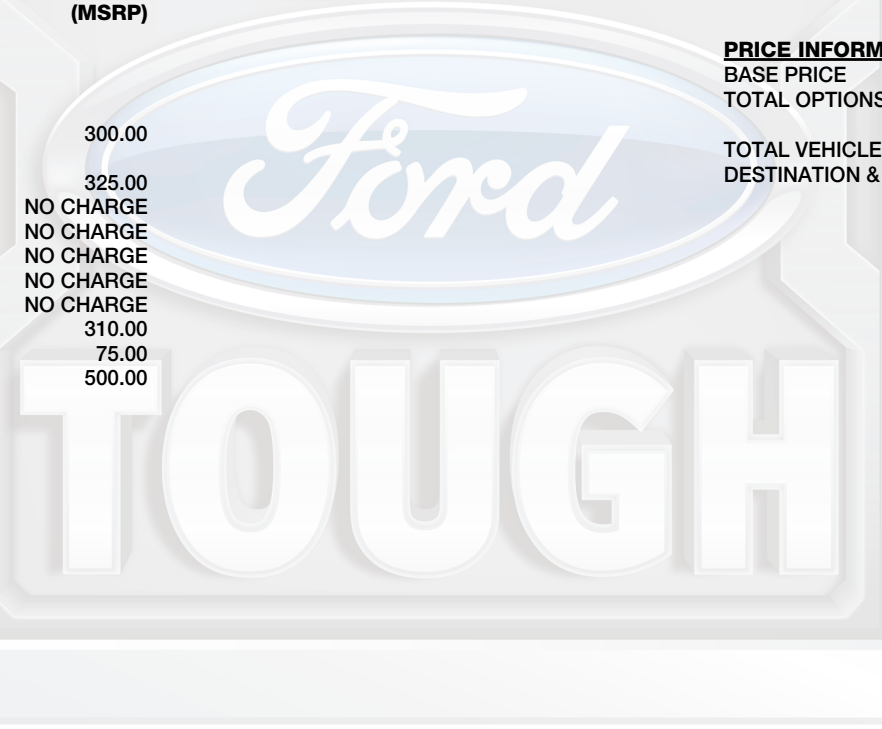 (MSRP)
300.00
325.00
NO CHARGE
NO CHARGE
NO CHARGE
NO CHARGE
NO CHARGE
310.00
75.00
500.00
PRICE INFORM
BASE PRICE
TOTAL OPTIONS
TOTAL VEHICLE
DESTINATION &
Ford
TOUGH